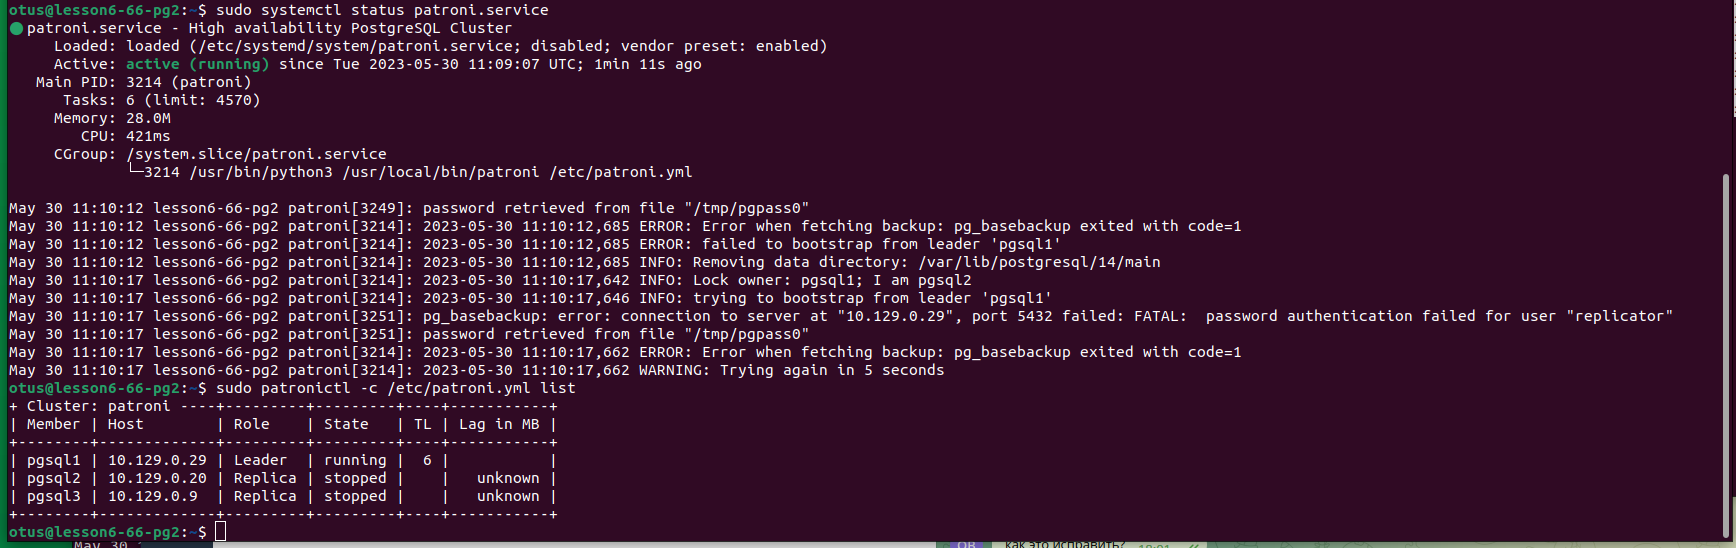 otus@lesson6-66-pg2:~$ sudo systemctl status patroni.service
● patroni.service - High availability PostgreSQL Cluster
     Loaded: loaded (/etc/systemd/system/patroni.service; disabled; vendor preset: enabled)
     Active: active (running) since Tue 2023-05-30 11:09:07 UTC; 1min 11s ago
   Main PID: 3214 (patroni)
      Tasks: 6 (limit: 4570)
     Memory: 28.0M
        CPU: 421ms
     CGroup: /system.slice/patroni.service
             └─3214 /usr/bin/python3 /usr/local/bin/patroni /etc/patroni.yml
May 30 11:10:12 lesson6-66-pg2 patroni[3249]: password retrieved from file "/tmp/pgpass0"
May 30 11:10:12 lesson6-66-pg2 patroni[3214]: 2023-05-30 11:10:12,685 ERROR: Error when fetching backup: pg_basebackup exited with code=1
May 30 11:10:12 lesson6-66-pg2 patroni[3214]: 2023-05-30 11:10:12,685 ERROR: failed to bootstrap from leader 'pgsql1'
May 30 11:10:12 lesson6-66-pg2 patroni[3214]: 2023-05-30 11:10:12,685 INFO: Removing data directory: /var/lib/postgresql/14/main
May 30 11:10:17 lesson6-66-pg2 patroni[3214]: 2023-05-30 11:10:17,642 INFO: Lock owner: pgsql1; I am pgsql2
May 30 11:10:17 lesson6-66-pg2 patroni[3214]: 2023-05-30 11:10:17,646 INFO: trying to bootstrap from leader 'pgsql1'
May 30 11:10:17 lesson6-66-pg2 patroni[3251]: pg_basebackup: error: connection to server at "10.129.0.29", port 5432 failed: FATAL:  password authentication failed for user "replicator"
May 30 11:10:17 lesson6-66-pg2 patroni[3251]: password retrieved from file "/tmp/pgpass0"
May 30 11:10:17 lesson6-66-pg2 patroni[3214]: 2023-05-30 11:10:17,662 ERROR: Error when fetching backup: pg_basebackup exited with code=1
May 30 11:10:17 lesson6-66-pg2 patroni[3214]: 2023-05-30 11:10:17,662 WARNING: Trying again in 5 seconds
otus@lesson6-66-pg2:~$ sudo patronictl -c /etc/patroni.yml list
+ Cluster: patroni ----+---------+---------+----+-----------+
| Member | Host        | Role    | State   | TL | Lag in MB |
+--------+-------------+---------+---------+----+-----------+
| pgsql1 | 10.129.0.29 | Leader  | running |  6 |           |
| pgsql2 | 10.129.0.20 | Replica | stopped |    |   unknown |
| pgsql3 | 10.129.0.9  | Replica | stopped |    |   unknown |
+--------+-------------+---------+---------+----+-----------+
otus@lesson6-66-pg2:~$
May 30
ОВ как это исправить?